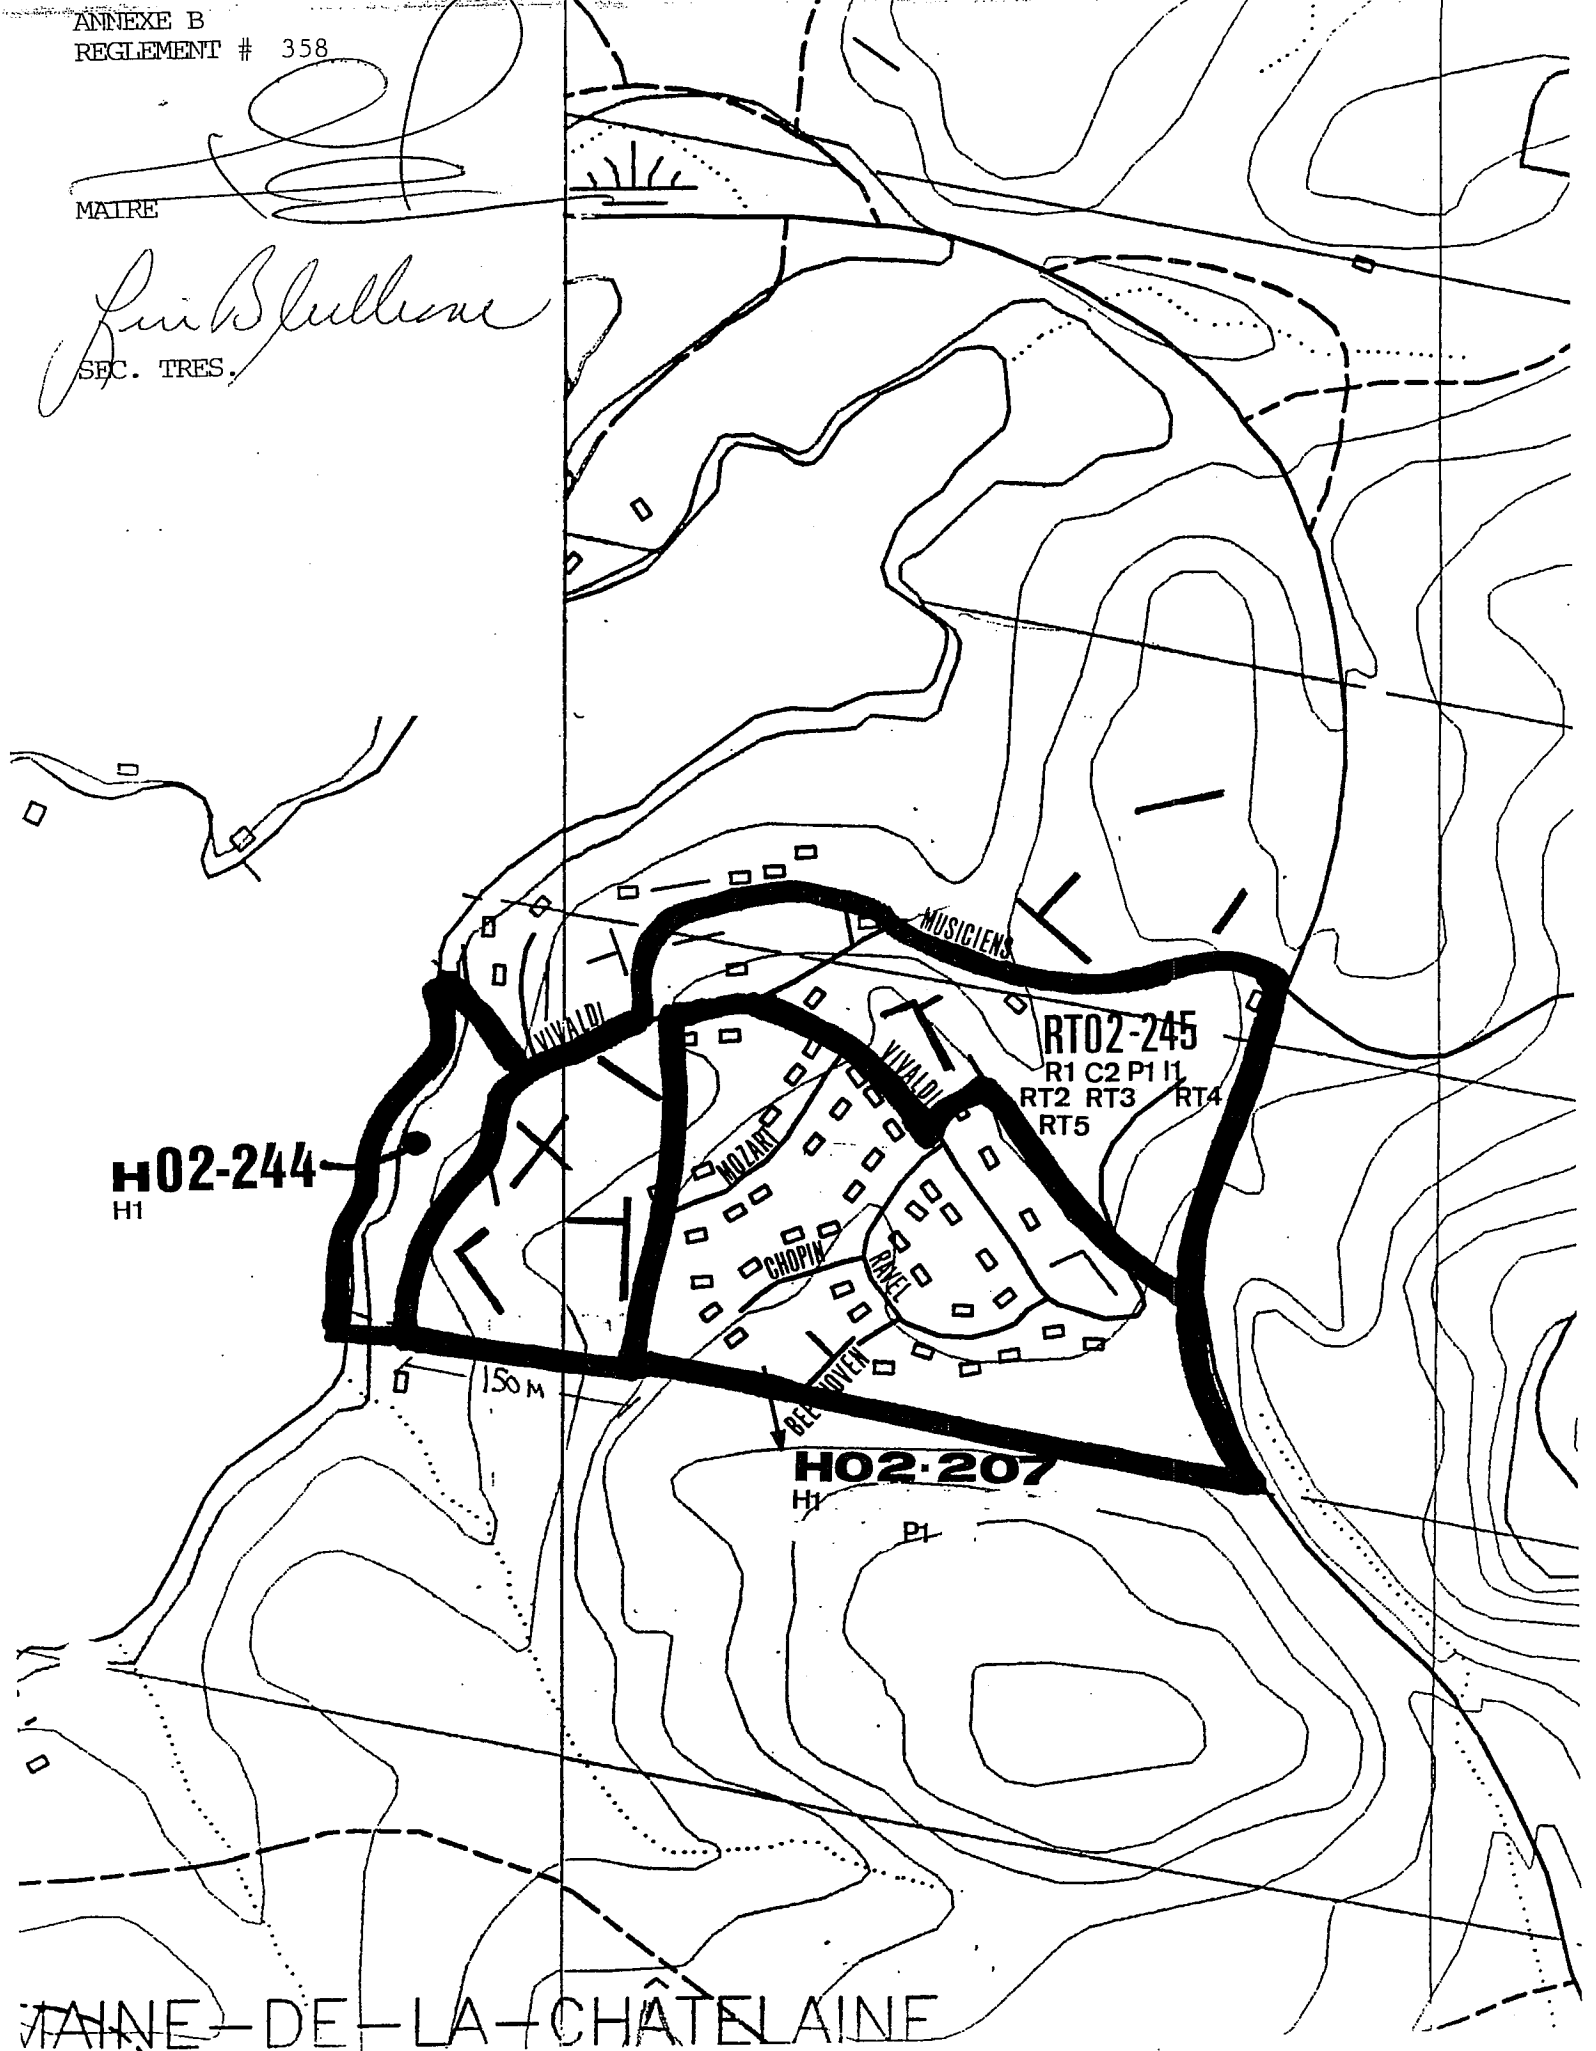 ANNEXE B
REGLEMENT # 358
MAIRE
SEC. TRES.
MUSICIENS
VIVALDI
RT02-245
R1 C2 P1 I1
RT2 RT3 RT4
RT5
VIVALDI
MOZART
H02-244
H1
CHOPIN
RAVEL
150 M
BEETHOVEN
H02-207
H1
P1
TAINE-DE-LA-CHÂTELAINE